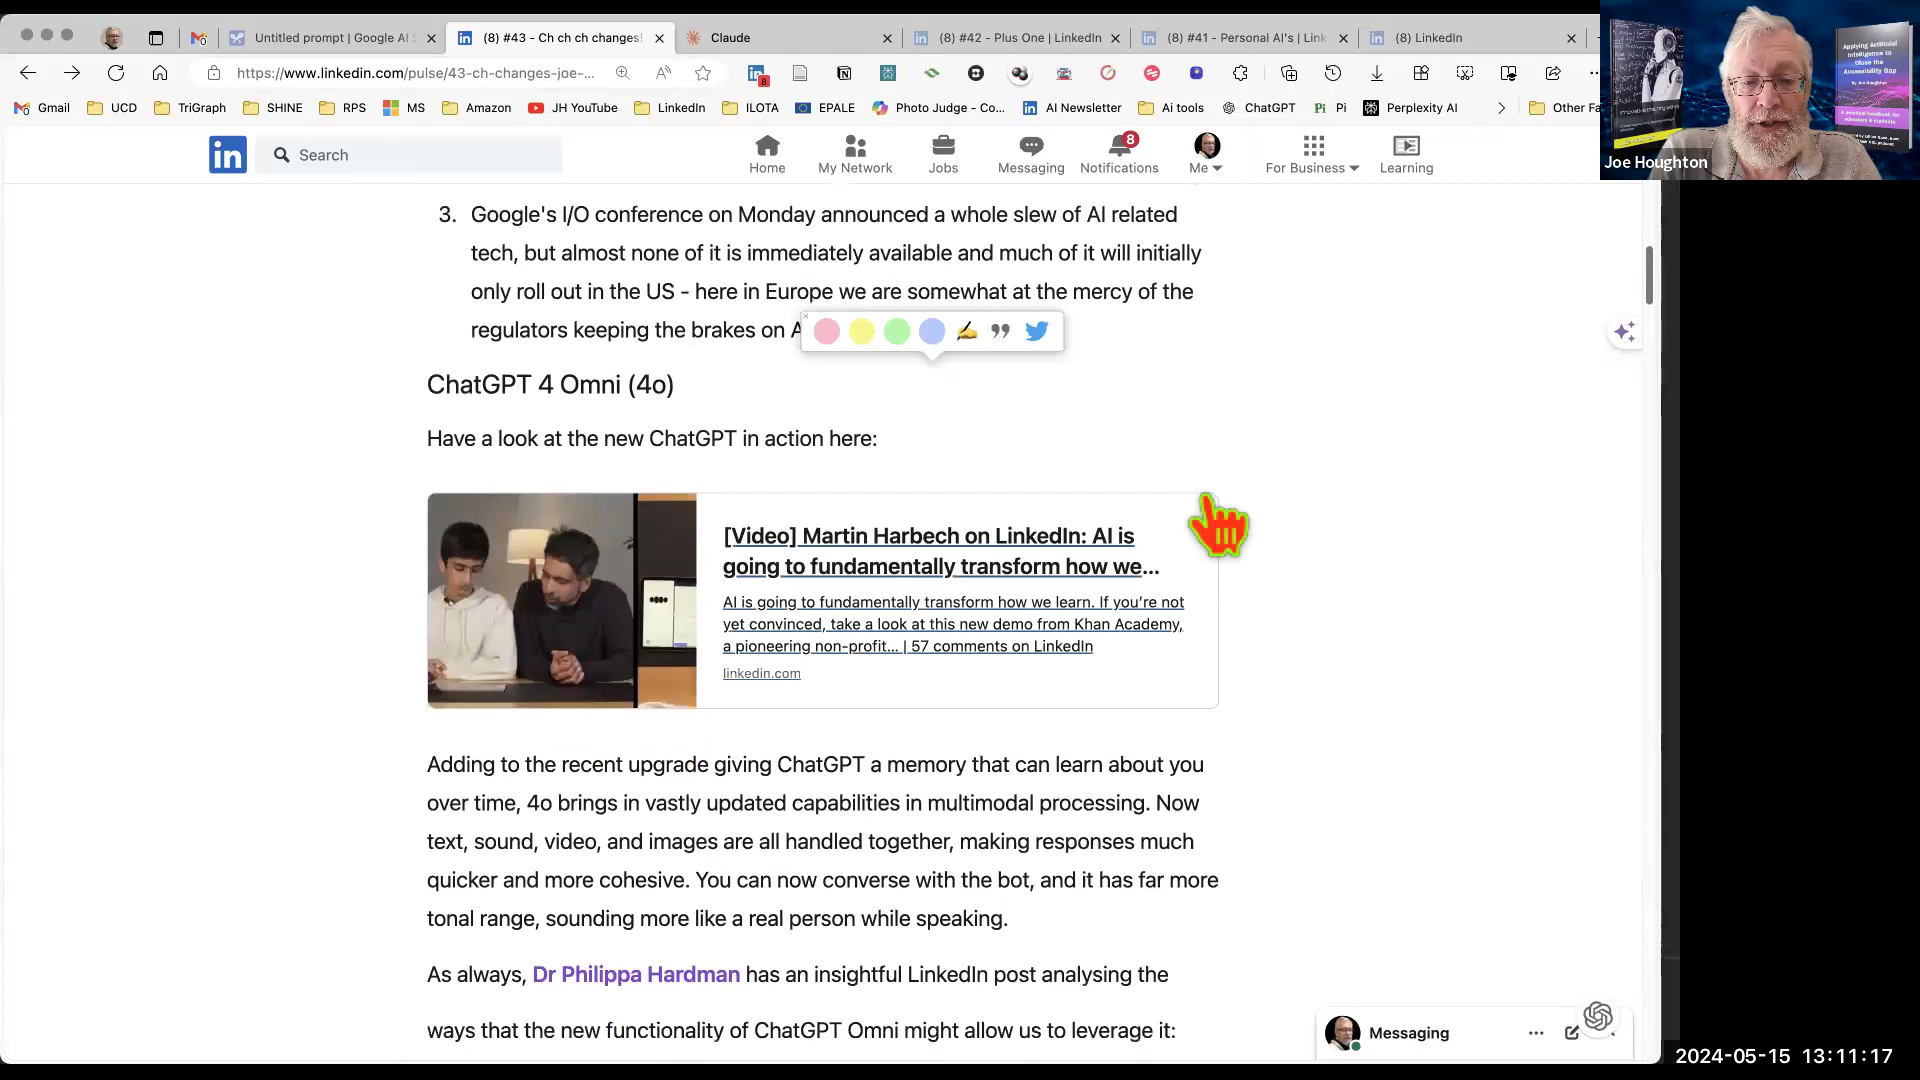 Untitled prompt | Google AI S
(8) #43 - Ch ch ch changes!
Claude
(8) #42 - Plus One | LinkedIn
(8) #41 - Personal AI's | Link
(8) LinkedIn
https://www.linkedin.com/pulse/43-ch-changes-joe-...
Gmail
UCD
TriGraph
SHINE
RPS
MS
Amazon
JH YouTube
LinkedIn
ILOTA
EPALE
Photo Judge - Co...
AI Newsletter
Ai tools
ChatGPT
Pi
Perplexity AI
Other Fa
Applying Artificial
Intelligence to
Close the
Accessibility Gap
Joe Houghton
Search
Home
My Network
Jobs
Messaging
8
Notifications
Me
For Business
Learning
3. Google's I/O conference on Monday announced a whole slew of AI related
tech, but almost none of it is immediately available and much of it will initially
only roll out in the US - here in Europe we are somewhat at the mercy of the
regulators keeping the brakes on A
ChatGPT 4 Omni (4o)
Have a look at the new ChatGPT in action here:
[Video] Martin Harbech on LinkedIn: AI is
going to fundamentally transform how we...
AI is going to fundamentally transform how we learn. If you’re not
yet convinced, take a look at this new demo from Khan Academy,
a pioneering non-profit... | 57 comments on LinkedIn
linkedin.com
Adding to the recent upgrade giving ChatGPT a memory that can learn about you
over time, 4o brings in vastly updated capabilities in multimodal processing. Now
text, sound, video, and images are all handled together, making responses much
quicker and more cohesive. You can now converse with the bot, and it has far more
tonal range, sounding more like a real person while speaking.
As always, Dr Philippa Hardman has an insightful LinkedIn post analysing the
ways that the new functionality of ChatGPT Omni might allow us to leverage it:
Messaging
2024-05-15 13:11:17